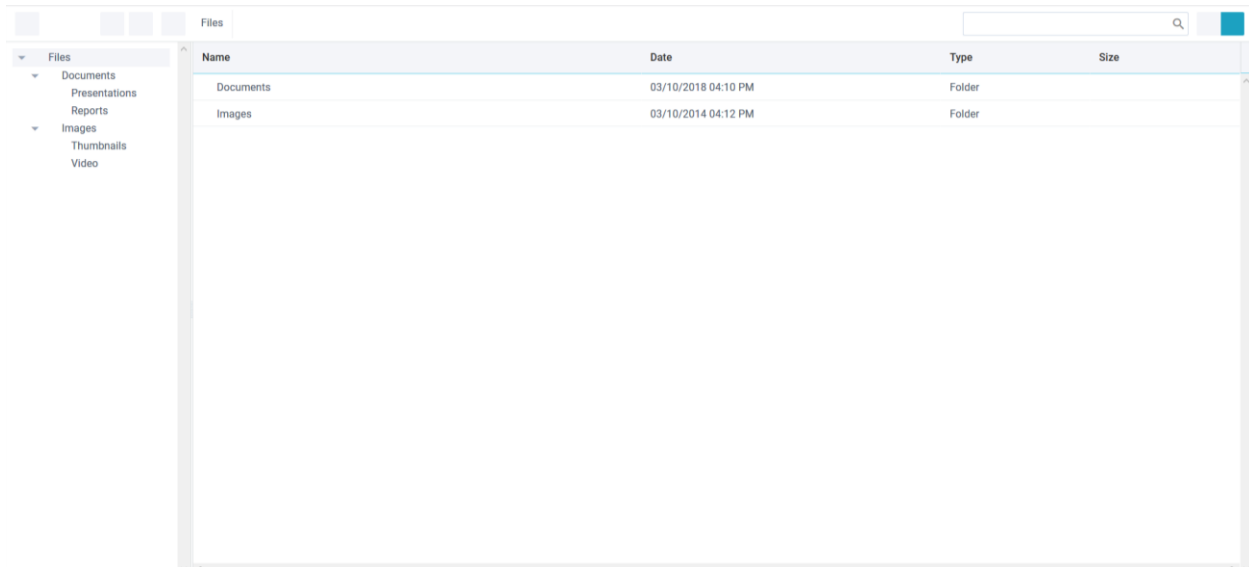 Files
Files
Documents
Presentations
Reports
Images
Thumbnails
Video
Name Date Type Size
Documents 03/10/2018 04:10 PM Folder
Images 03/10/2014 04:12 PM Folder